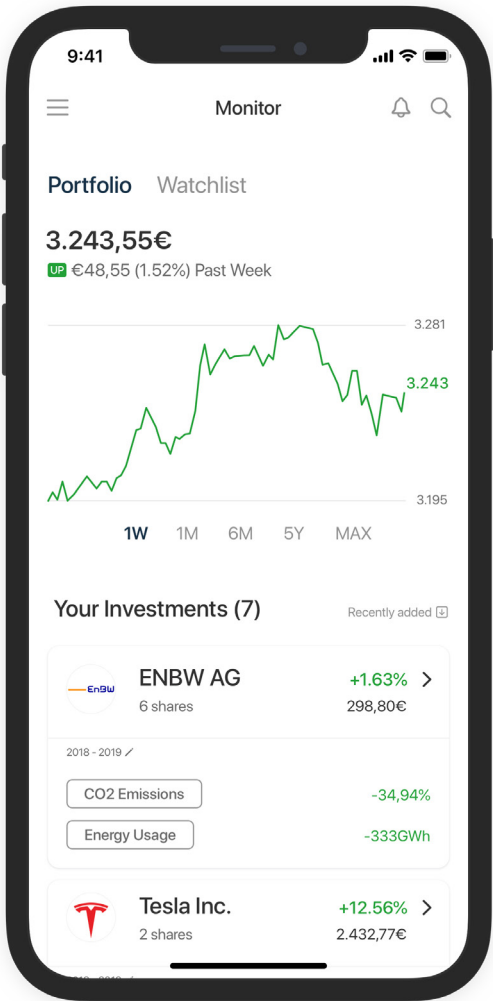 9:41
Monitor
Portfolio Watchlist
3.243,55€
UP €48,55 (1.52%) Past Week
3.281
3.243
3.195
1W 1M 6M 5Y MAX
Your Investments (7) Recently added
EnBW ENBW AG +1.63%
6 shares 298,80€
2018 - 2019
CO2 Emissions -34,94%
Energy Usage -333GWh
Tesla Inc. +12.56%
2 shares 2.432,77€